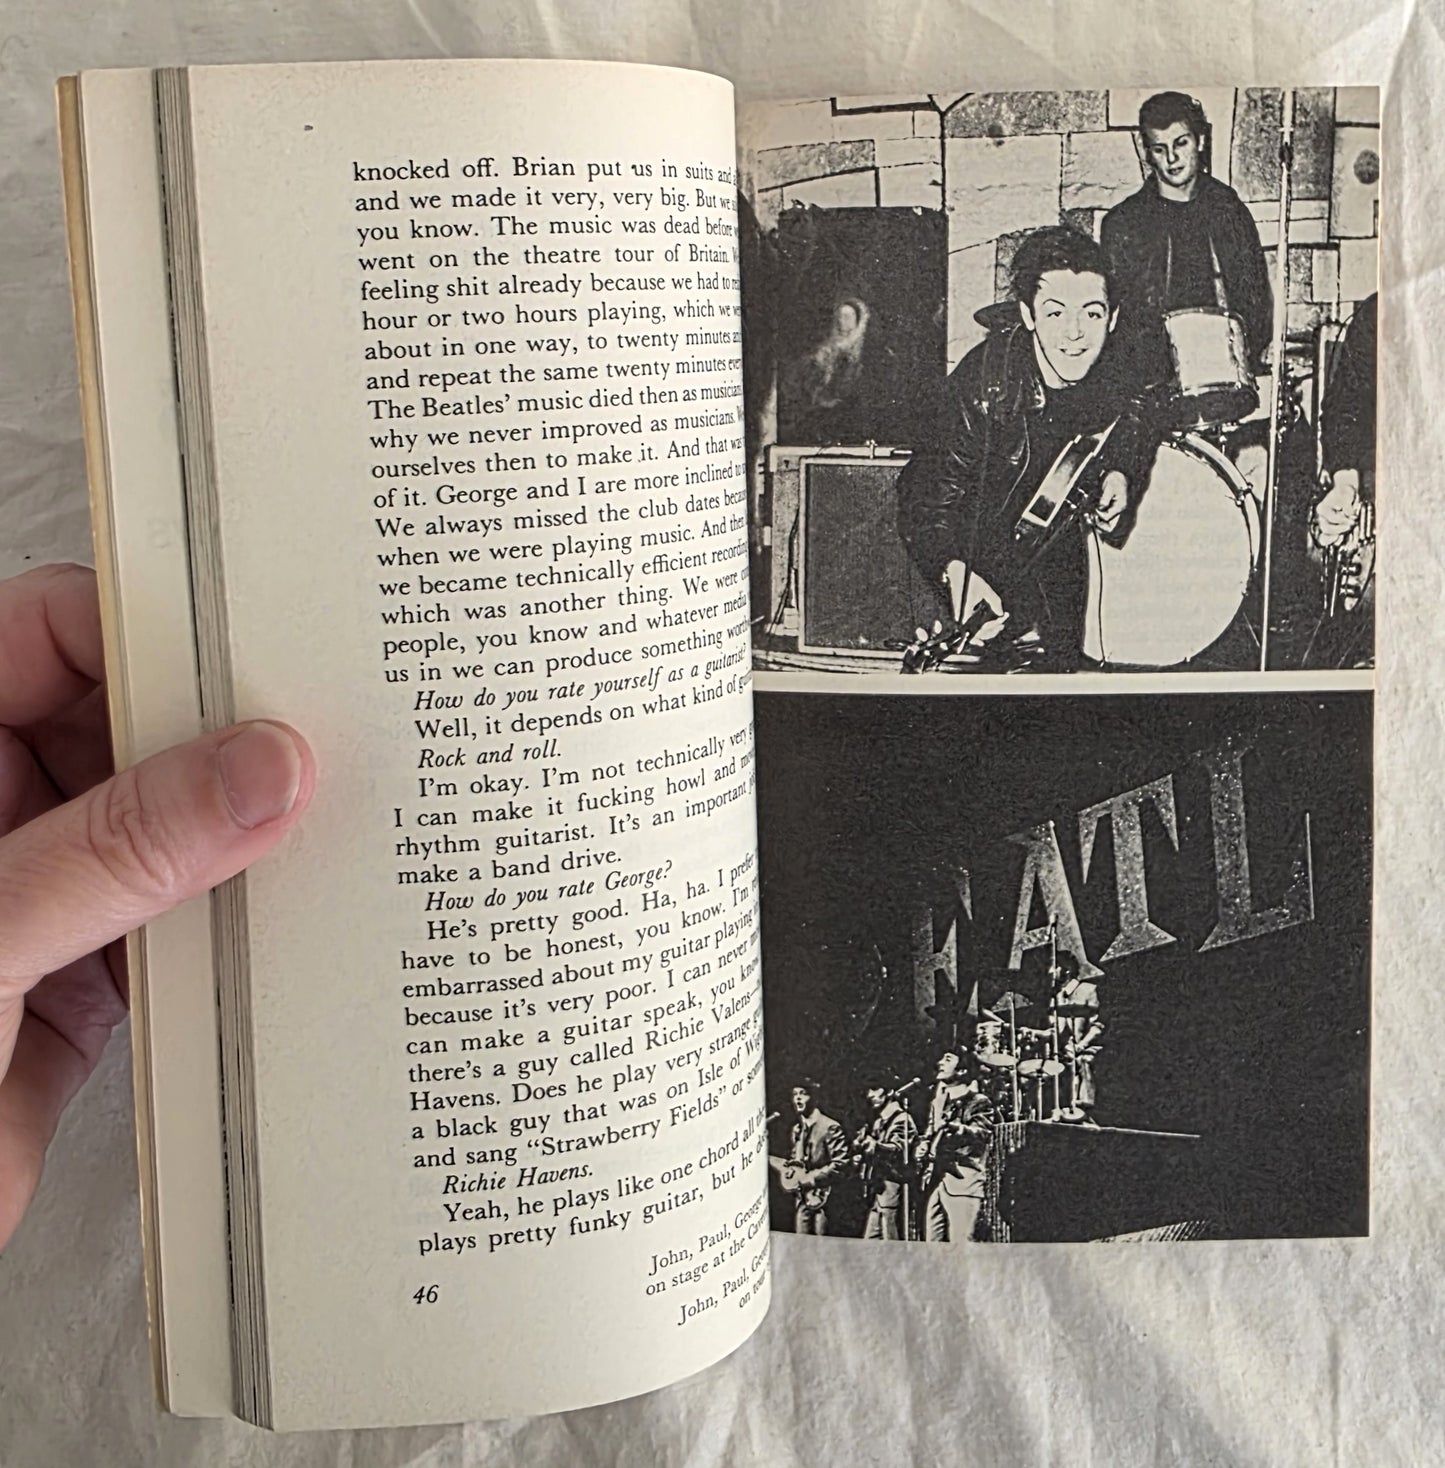 knocked off. Brian put us in suits and
and we made it very, very big. But we
you know. The music was dead before
went on the theatre tour of Britain.
feeling shit already because we had to
hour or two hours playing, which we
about in one way, to twenty minutes
and repeat the same twenty minutes
The Beatles' music died then as musicians.
why we never improved as musicians.
ourselves then to make it. And that was
of it. George and I are more inclined to
We always missed the club dates
when we were playing music. And then
we became technically efficient recording
which was another thing. We were
people, you know and whatever media
us in we can produce something
How do you rate yourself as a guitarist?
Well, it depends on what kind of
Rock and roll.
I'm okay. I'm not technically very
I can make it fucking howl and
rhythm guitarist. It's an important
make a band drive.
How do you rate George?
He's pretty good. Ha, ha. I prefer
have to be honest, you know. I'm
embarrassed about my guitar playing
because it's very poor. I can never
can make a guitar speak, you know
there's a guy called Richie Valens—
Havens. Does he play very strange
a black guy that was on Isle of
and sang “Strawberry Fields” or
Richie Havens.
Yeah, he plays like one chord all the
plays pretty funky guitar, but he
John, Paul, George
on stage at the
John, Paul,
on
46
EATL